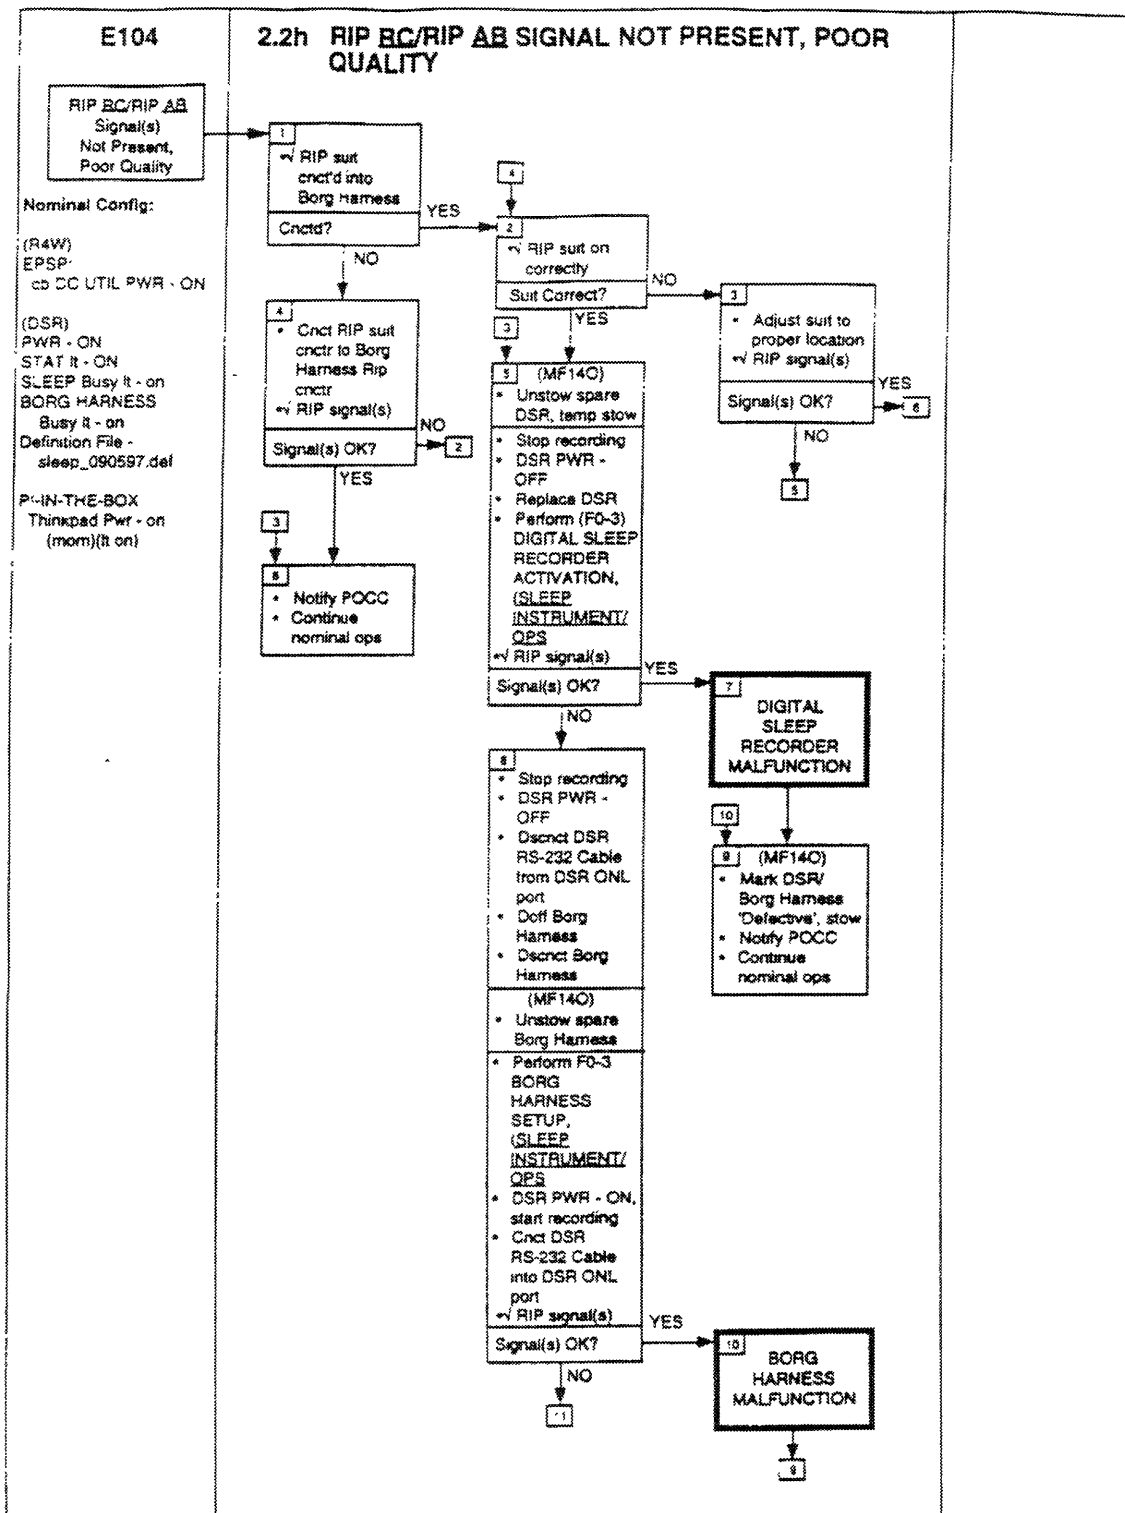 E104
2.2h RIP RC/RIP AB SIGNAL NOT PRESENT, POOR
QUALITY
RIP RC/RIP AB
Signal(s)
Not Present,
Poor Quality
Nominal Config:
(R4W)
EPSP
cb DC UTIL PWR - ON
(DSR)
PWR - ON
STAT lt - ON
SLEEP Busy lt - on
BORG HARNESS
Busy lt - on
Definition File -
sleep_090597.def
PI-IN-THE-BOX
Thinkpad Pwr - on
(mom)(lt on)
1
√ RIP suit
cnct'd into
Borg Harness
Cnctd?
YES
NO
4
• Cnct RIP suit
cnctr to Borg
Harness Rip
cnctr
•√ RIP signal(s)
Signal(s) OK?
NO
2
YES
3
6
• Notify POCC
• Continue
nominal ops
4
2
√ RIP suit on
correctly
Suit Correct?
NO
YES
3
• Adjust suit to
proper location
•√ RIP signal(s)
Signal(s) OK?
YES
6
NO
5
3
5
(MF14O)
• Unstow spare
DSR, temp stow
• Stop recording
• DSR PWR -
OFF
• Replace DSR
• Perform (F0-3)
DIGITAL SLEEP
RECORDER
ACTIVATION,
(SLEEP
INSTRUMENT/
OPS
•√ RIP signal(s)
Signal(s) OK?
YES
NO
7
DIGITAL
SLEEP
RECORDER
MALFUNCTION
10
9
(MF14O)
• Mark DSR/
Borg Harness
'Defective', stow
• Notify POCC
• Continue
nominal ops
8
• Stop recording
• DSR PWR -
OFF
• Dscnct DSR
RS-232 Cable
from DSR ONL
port
• Doff Borg
Harness
• Dscnct Borg
Harness
(MF14O)
• Unstow spare
Borg Harness
• Perform F0-3
BORG
HARNESS
SETUP,
(SLEEP
INSTRUMENT/
OPS
• DSR PWR - ON,
start recording
• Cnct DSR
RS-232 Cable
into DSR ONL
port
•√ RIP signal(s)
Signal(s) OK?
YES
NO
11
10
BORG
HARNESS
MALFUNCTION
9